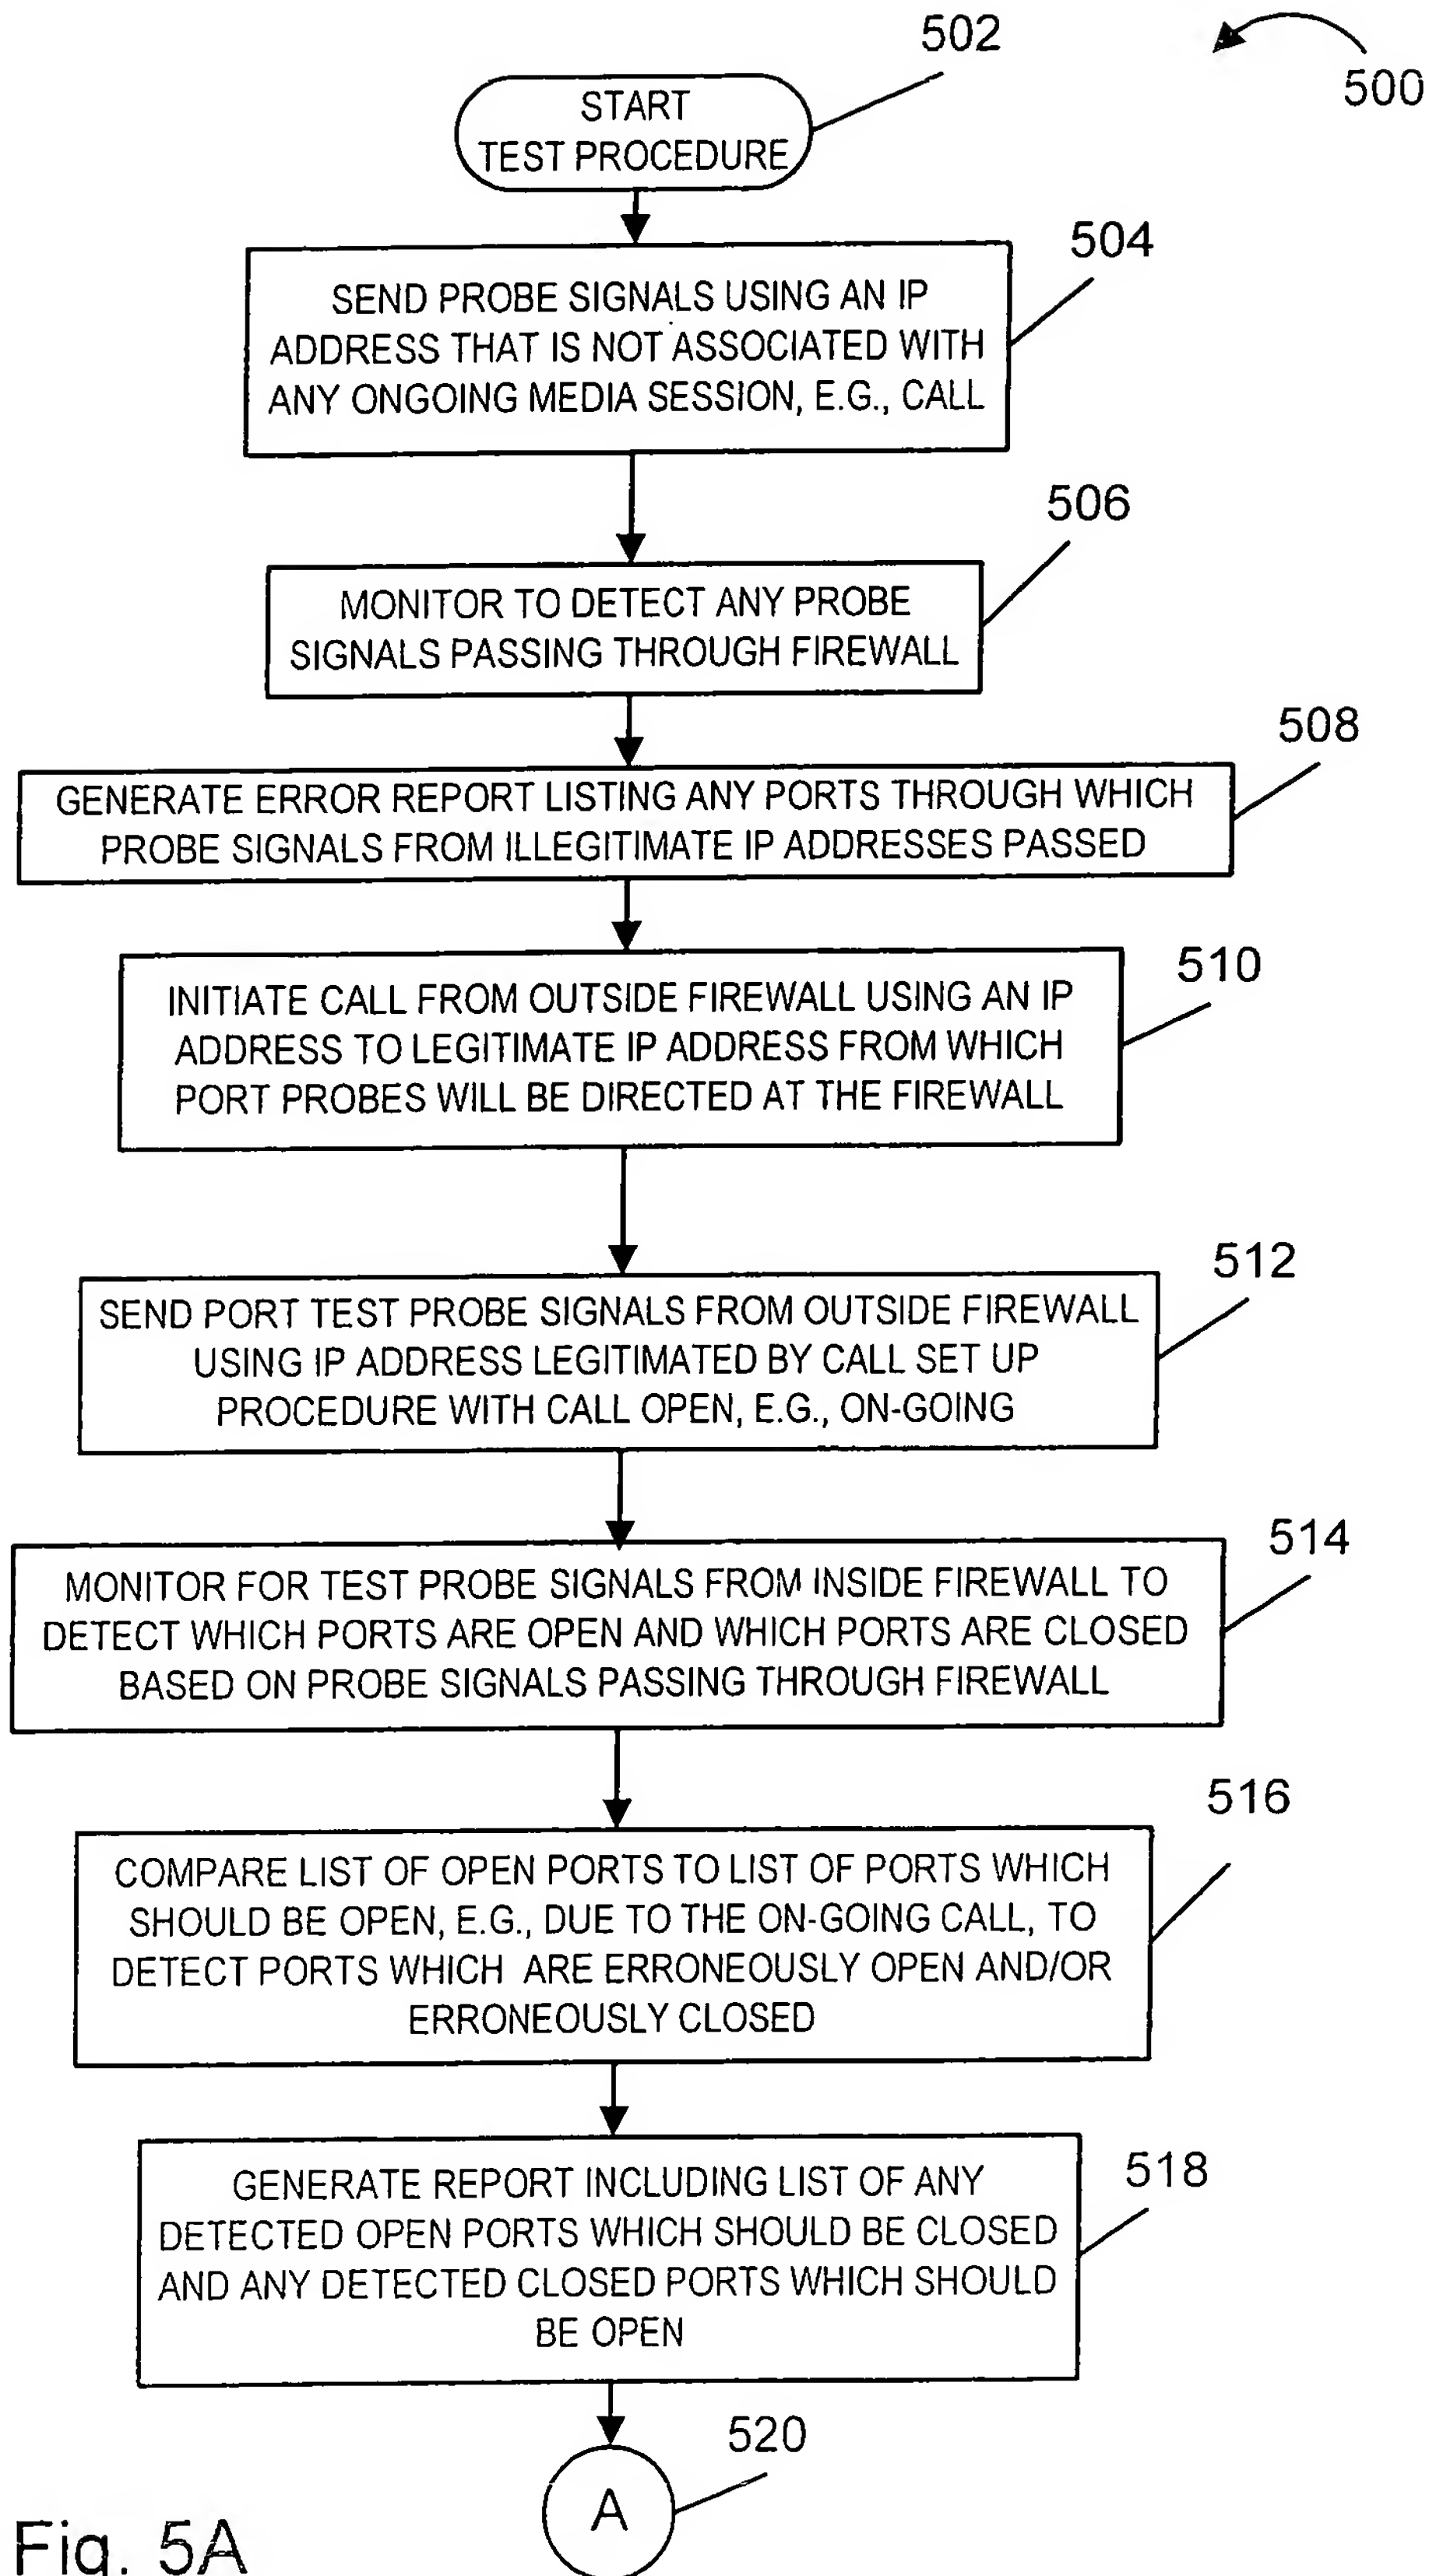 502
500
START
TEST PROCEDURE
504
SEND PROBE SIGNALS USING AN IP
ADDRESS THAT IS NOT ASSOCIATED WITH
ANY ONGOING MEDIA SESSION, E.G., CALL
506
MONITOR TO DETECT ANY PROBE
SIGNALS PASSING THROUGH FIREWALL
508
GENERATE ERROR REPORT LISTING ANY PORTS THROUGH WHICH
PROBE SIGNALS FROM ILLEGITIMATE IP ADDRESSES PASSED
510
INITIATE CALL FROM OUTSIDE FIREWALL USING AN IP
ADDRESS TO LEGITIMATE IP ADDRESS FROM WHICH
PORT PROBES WILL BE DIRECTED AT THE FIREWALL
512
SEND PORT TEST PROBE SIGNALS FROM OUTSIDE FIREWALL
USING IP ADDRESS LEGITIMATED BY CALL SET UP
PROCEDURE WITH CALL OPEN, E.G., ON-GOING
514
MONITOR FOR TEST PROBE SIGNALS FROM INSIDE FIREWALL TO
DETECT WHICH PORTS ARE OPEN AND WHICH PORTS ARE CLOSED
BASED ON PROBE SIGNALS PASSING THROUGH FIREWALL
516
COMPARE LIST OF OPEN PORTS TO LIST OF PORTS WHICH
SHOULD BE OPEN, E.G., DUE TO THE ON-GOING CALL, TO
DETECT PORTS WHICH ARE ERRONEOUSLY OPEN AND/OR
ERRONEOUSLY CLOSED
518
GENERATE REPORT INCLUDING LIST OF ANY
DETECTED OPEN PORTS WHICH SHOULD BE CLOSED
AND ANY DETECTED CLOSED PORTS WHICH SHOULD
BE OPEN
520
A
Fig. 5A